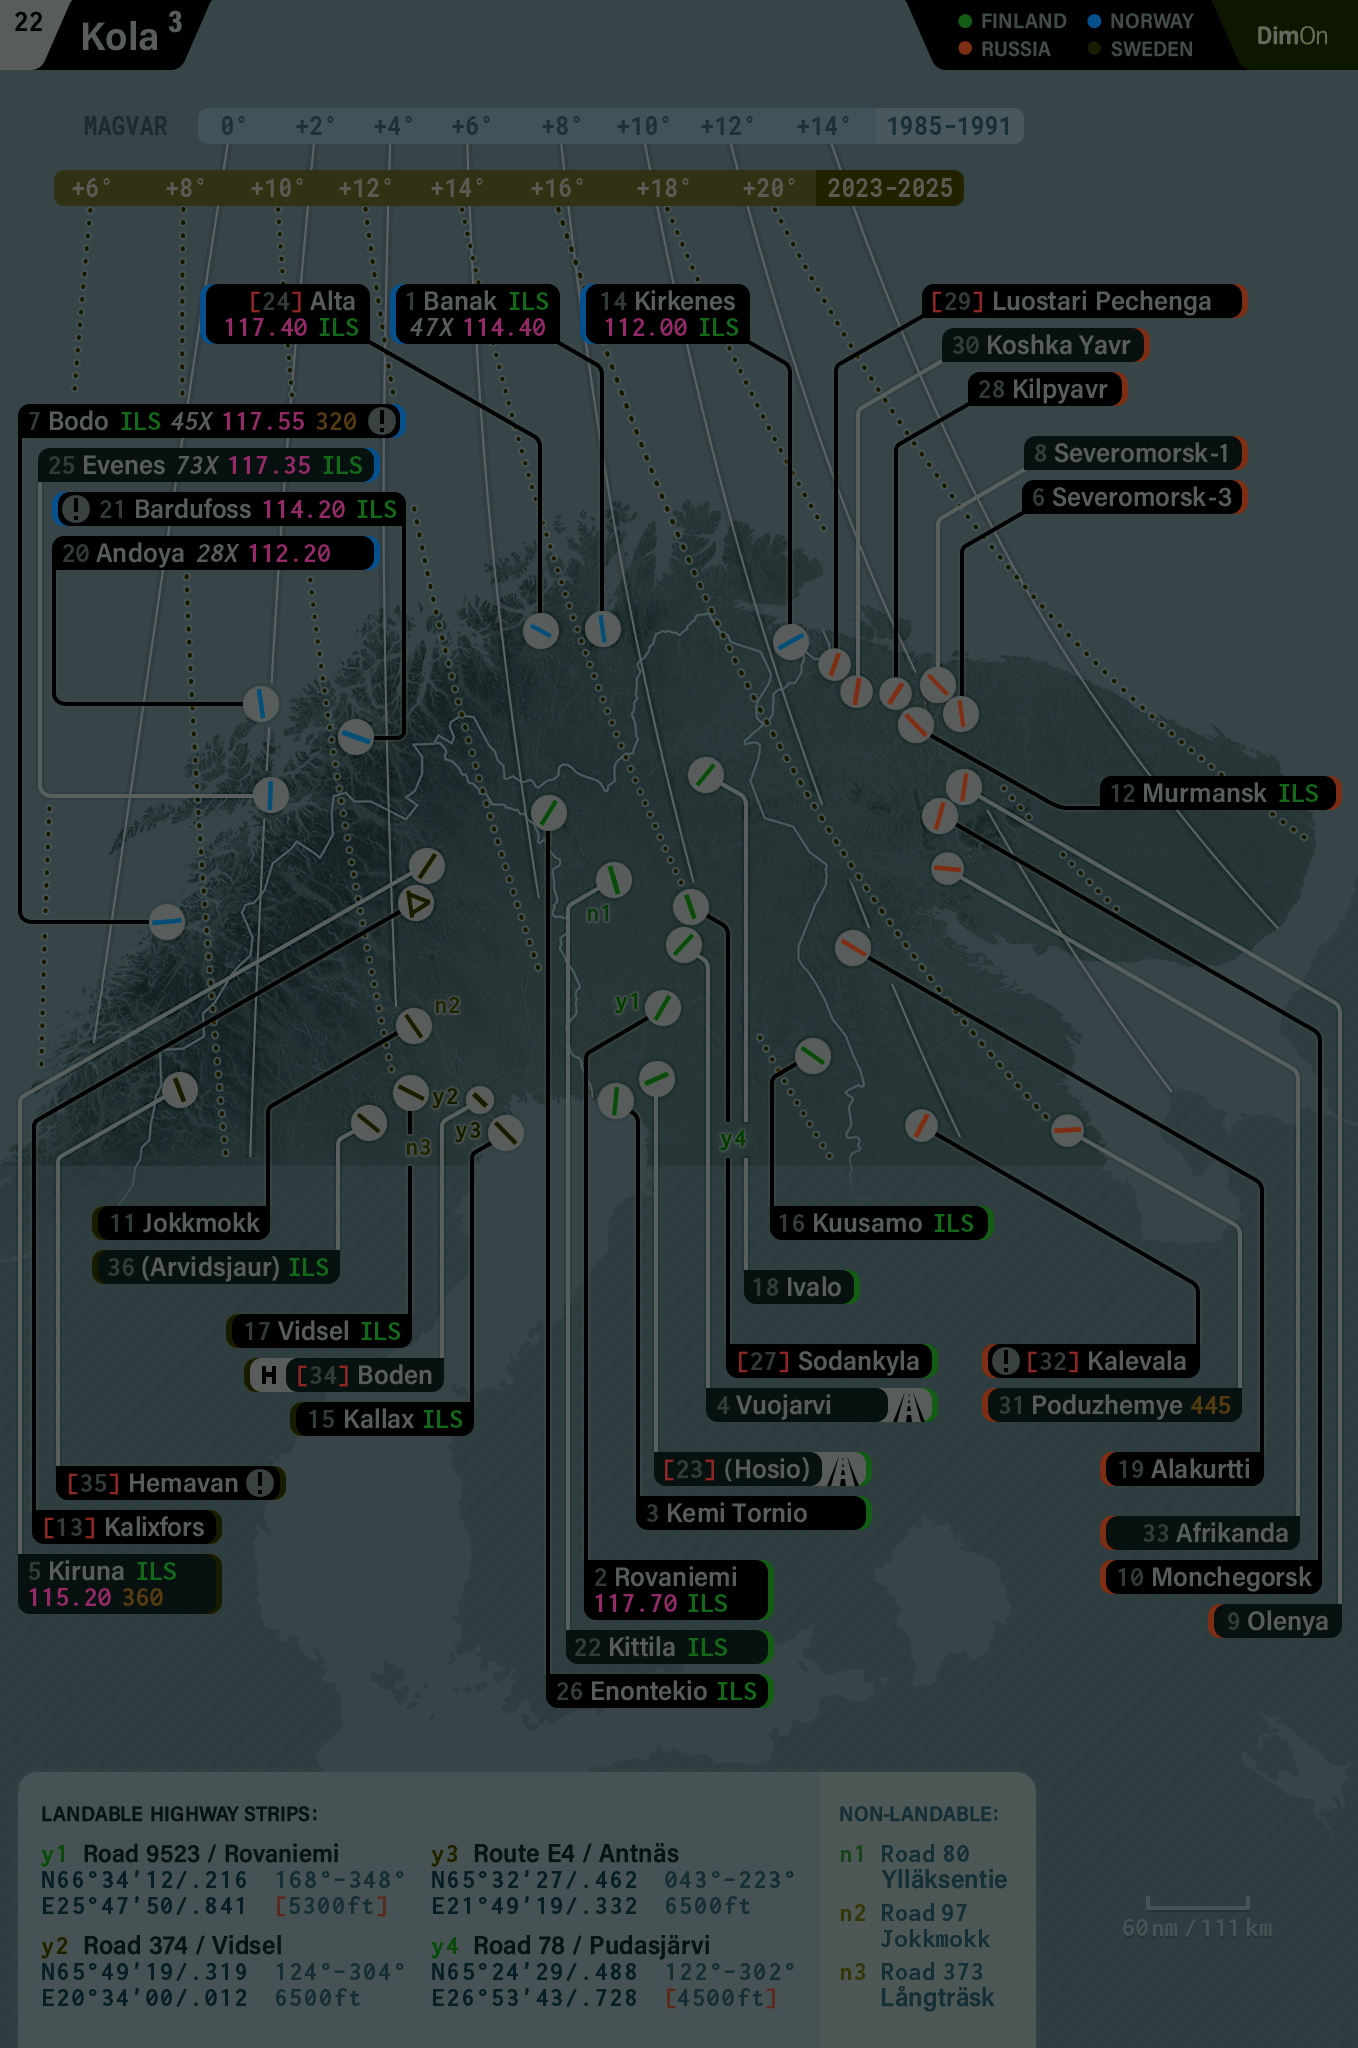 22
Kola ³
FINLAND NORWAY
RUSSIA SWEDEN
DimOn
MAGVAR 0° +2° +4° +6° +8° +10° +12° +14° 1985-1991
+6° +8° +10° +12° +14° +16° +18° +20° 2023-2025
[24] Alta
117.40 ILS
1 Banak ILS
47X 114.40
14 Kirkenes
112.00 ILS
[29] Luostari Pechenga
30 Koshka Yavr
28 Kilpyavr
7 Bodo ILS 45X 117.55 320 !
25 Evenes 73X 117.35 ILS
! 21 Bardufoss 114.20 ILS
20 Andoya 28X 112.20
8 Severomorsk-1
6 Severomorsk-3
12 Murmansk ILS
n1
n2
y1
y2
y3
n3
y4
11 Jokkmokk
36 (Arvidsjaur) ILS
17 Vidsel ILS
H [34] Boden
15 Kallax ILS
[35] Hemavan !
[13] Kalixfors
5 Kiruna ILS
115.20 360
16 Kuusamo ILS
18 Ivalo
[27] Sodankyla
4 Vuojarvi
[23] (Hosio)
3 Kemi Tornio
2 Rovaniemi
117.70 ILS
22 Kittila ILS
26 Enontekio ILS
! [32] Kalevala
31 Poduzhemye 445
19 Alakurtti
33 Afrikanda
10 Monchegorsk
9 Olenya
LANDABLE HIGHWAY STRIPS:
y1 Road 9523 / Rovaniemi
N66°34'12/.216 168°-348°
E25°47'50/.841 [5300ft]
y2 Road 374 / Vidsel
N65°49'19/.319 124°-304°
E20°34'00/.012 6500ft
y3 Route E4 / Antnäs
N65°32'27/.462 043°-223°
E21°49'19/.332 6500ft
y4 Road 78 / Pudasjärvi
N65°24'29/.488 122°-302°
E26°53'43/.728 [4500ft]
NON-LANDABLE:
n1 Road 80
Ylläksentie
n2 Road 97
Jokkmokk
n3 Road 373
Långträsk
60nm / 111km